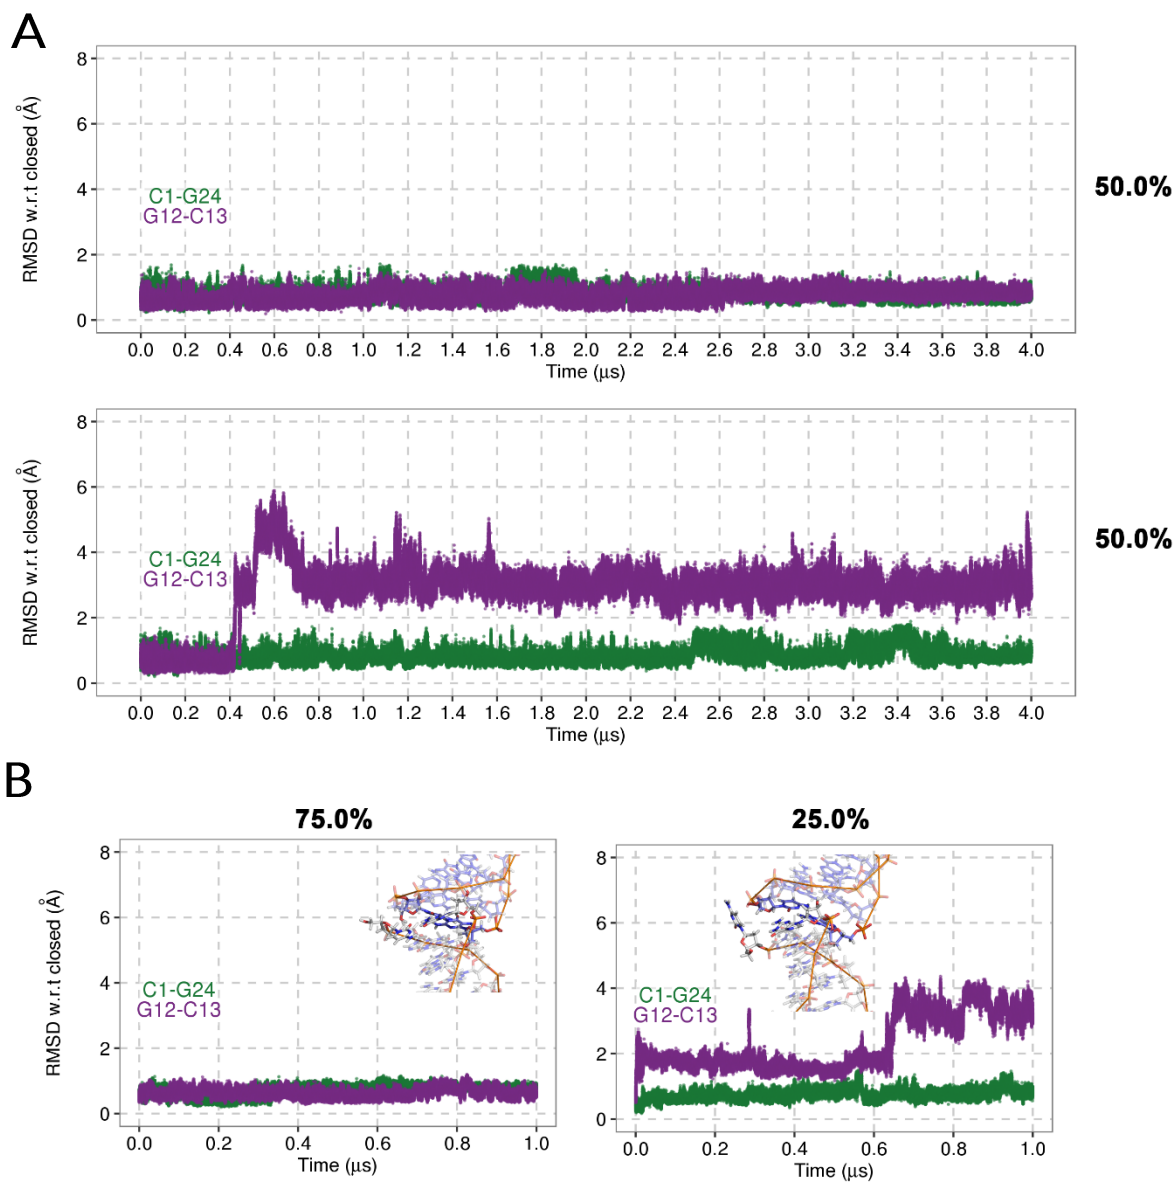 A
RMSD w.r.t closed (Å)
8
6
4
2
0
C1-G24
G12-C13
50.0%
0.0 0.2 0.4 0.6 0.8 1.0 1.2 1.4 1.6 1.8 2.0 2.2 2.4 2.6 2.8 3.0 3.2 3.4 3.6 3.8 4.0
Time (μs)
RMSD w.r.t closed (Å)
8
6
4
2
0
C1-G24
G12-C13
50.0%
0.0 0.2 0.4 0.6 0.8 1.0 1.2 1.4 1.6 1.8 2.0 2.2 2.4 2.6 2.8 3.0 3.2 3.4 3.6 3.8 4.0
Time (μs)
B
75.0%
RMSD w.r.t closed (Å)
8
6
4
2
0
C1-G24
G12-C13
0.0 0.2 0.4 0.6 0.8 1.0
Time (μs)
25.0%
8
6
4
2
0
C1-G24
G12-C13
0.0 0.2 0.4 0.6 0.8 1.0
Time (μs)